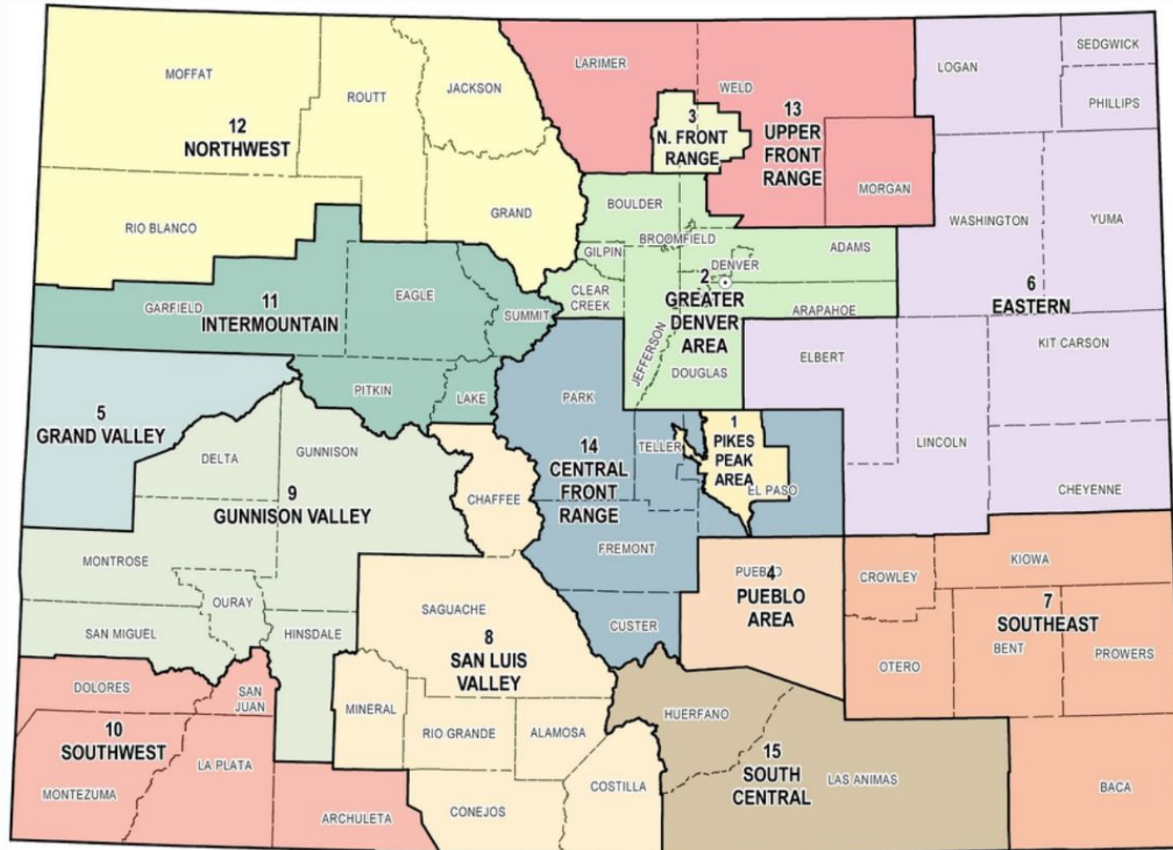 SEDGWICK
LOGAN
PHILLIPS
MOFFAT
ROUTT
JACKSON
LARIMER
WELD
12
NORTHWEST
3
N. FRONT
RANGE
13
UPPER
FRONT
RANGE
MORGAN
WASHINGTON
YUMA
RIO BLANCO
GRAND
BOULDER
BROOMFIELD
GILPIN
ADAMS
DENVER
CLEAR
CREEK
2
GREATER
DENVER
AREA
ARAPAHOE
6
EASTERN
GARFIELD
11
INTERMOUNTAIN
EAGLE
SUMMIT
JEFFERSON
DOUGLAS
ELBERT
KIT CARSON
PITKIN
LAKE
PARK
5
GRAND VALLEY
DELTA
GUNNISON
9
GUNNISON VALLEY
CHAFFEE
14
CENTRAL
FRONT
RANGE
TELLER
1
PIKES
PEAK
AREA
EL PASO
LINCOLN
CHEYENNE
MONTROSE
OURAY
SAN MIGUEL
HINSDALE
FREMONT
CUSTER
PUEBLO
4
PUEBLO
AREA
CROWLEY
KIOWA
7
SOUTHEAST
OTERO
BENT
PROWERS
SAGUACHE
8
SAN LUIS
VALLEY
DOLORES
SAN
JUAN
10
SOUTHWEST
MINERAL
RIO GRANDE
ALAMOSA
HUERFANO
LA PLATA
MONTEZUMA
ARCHULETA
CONEJOS
COSTILLA
15
SOUTH
CENTRAL
LAS ANIMAS
BACA